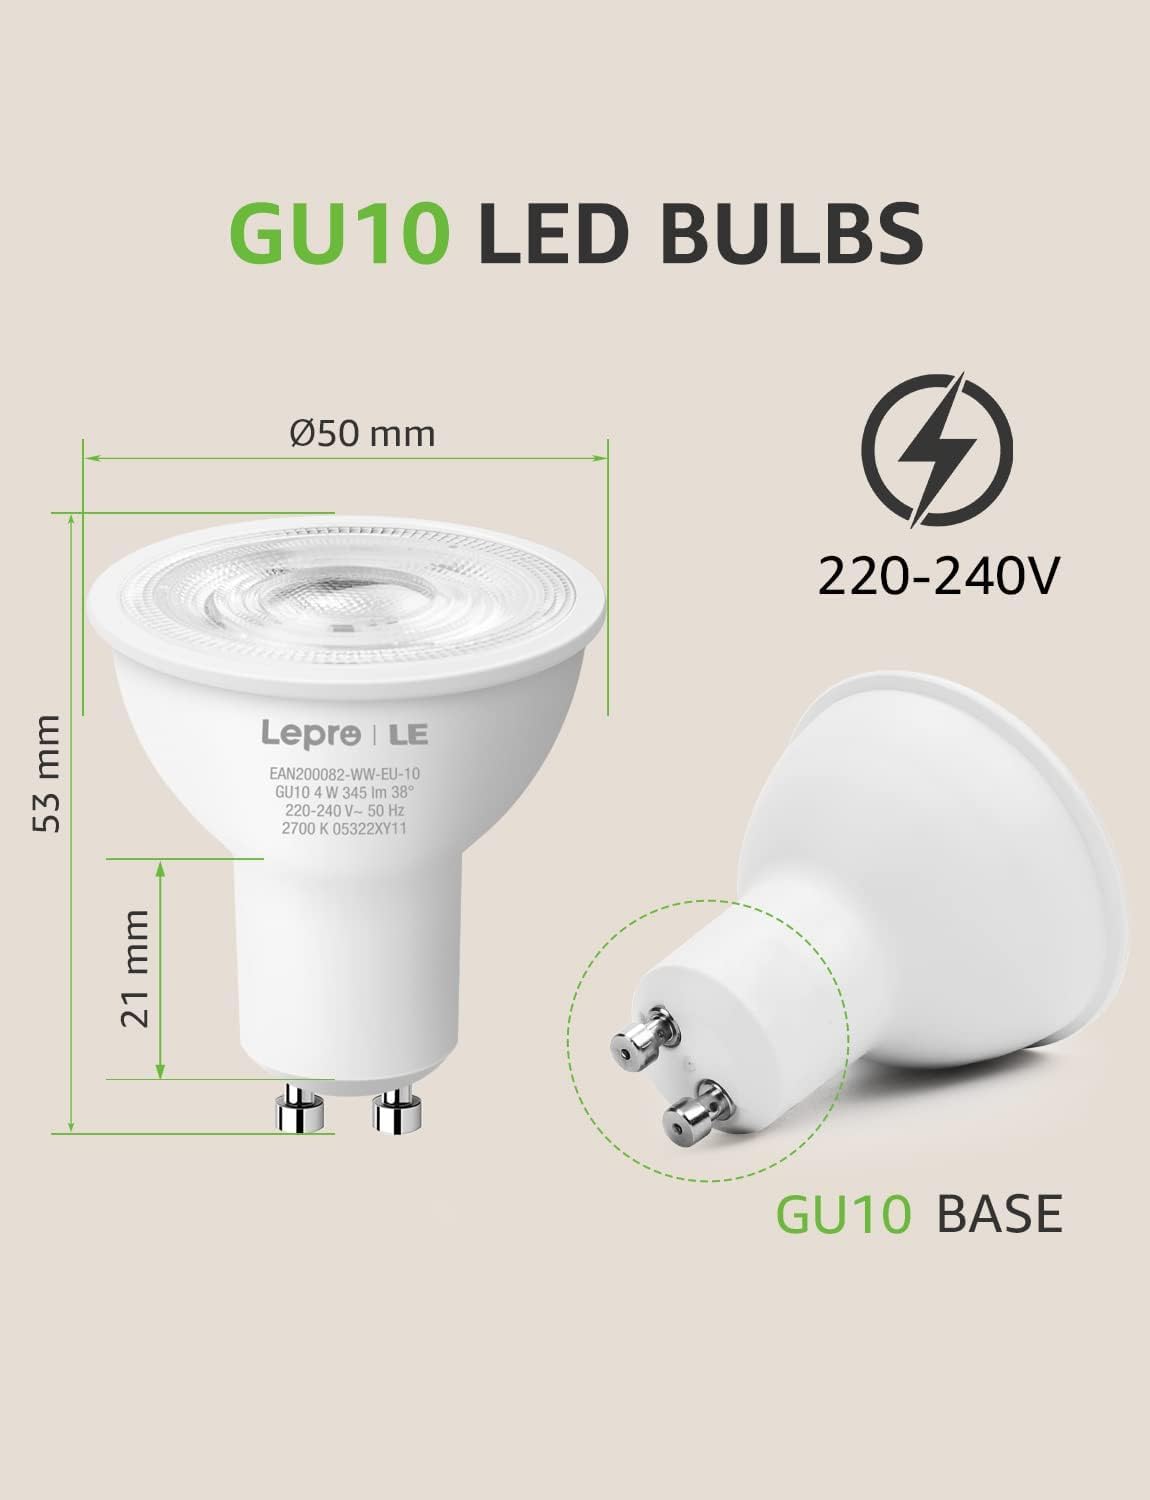 GU10 LED BULBS
Ø50 mm
220-240V
53 mm
Lepro | LE
EAN200082-WW-EU-10
GU10 4 W 345 lm 38°
220-240 V~ 50 Hz
2700 K 05322XY11
21 mm
GU10 BASE